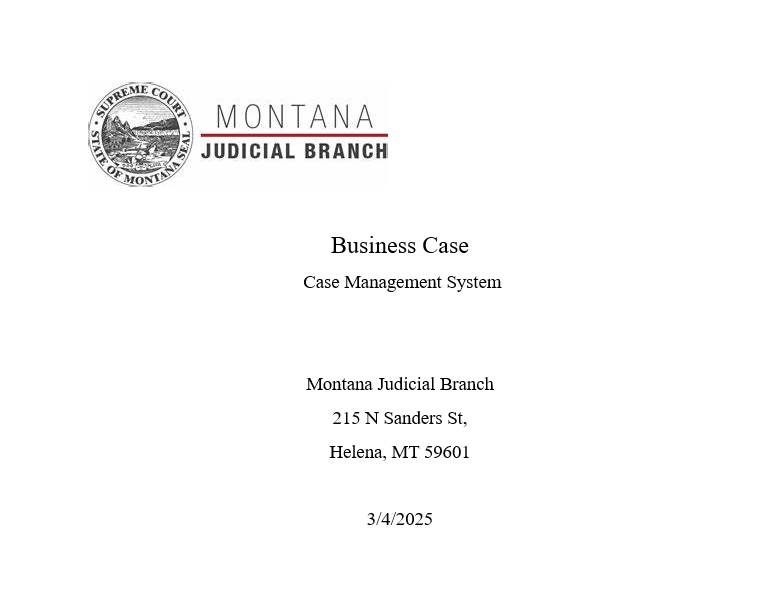 SUPREME COURT
STATE OF MONTANA SEAL
MONTANA
JUDICIAL BRANCH
Business Case
Case Management System
Montana Judicial Branch
215 N Sanders St,
Helena, MT 59601
3/4/2025